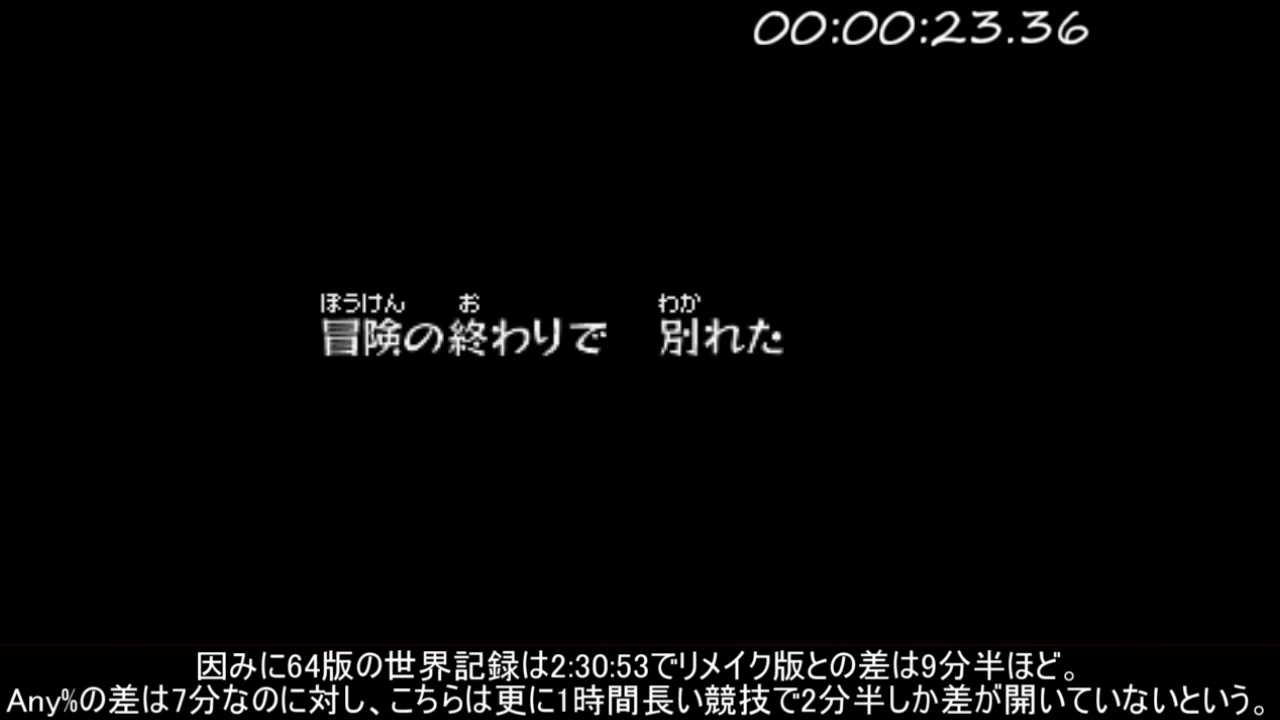 00:00:23.36
ぼうけん お わか
冒険の終わりで 別れた
因みに64版の世界記録は2:30:53でリメイク版との差は9分半ほど。
Any%の差は7分なのに対し、こちらは更に1時間長い競技で2分半しか差が開いていないという。